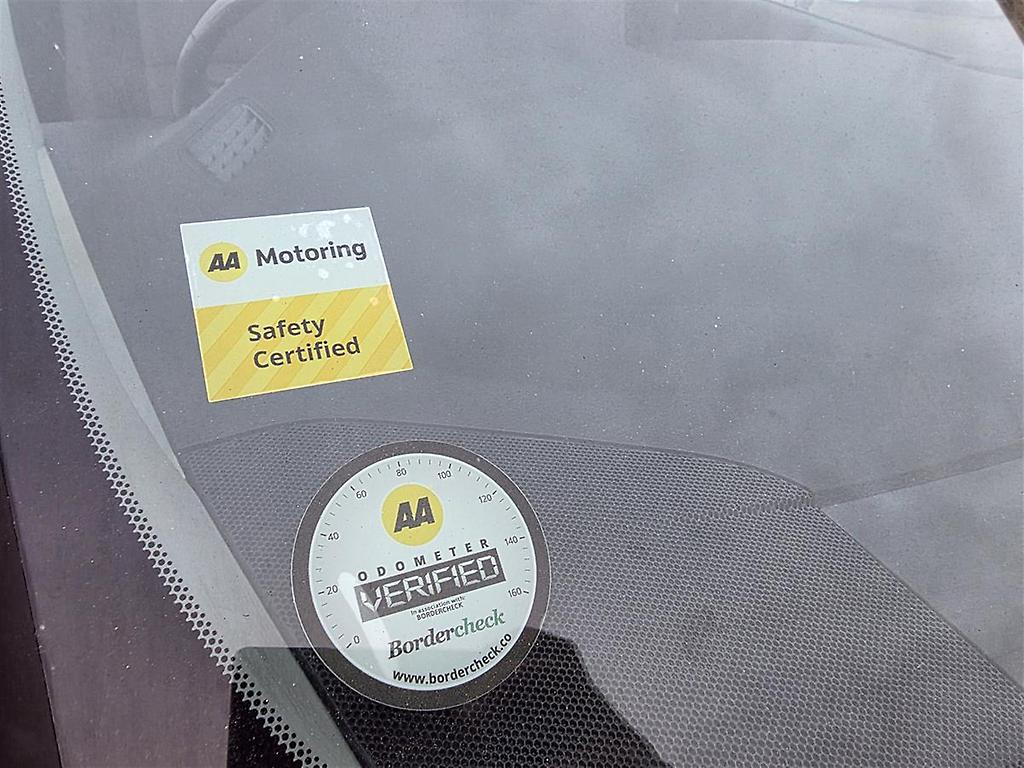 AA Motoring
Safety
Certified
0 20 40 60 80 100 120 140 160
AA
ODOMETER
VERIFIED
In association with:
BORDERCHECK
Bordercheck
www.bordercheck.co